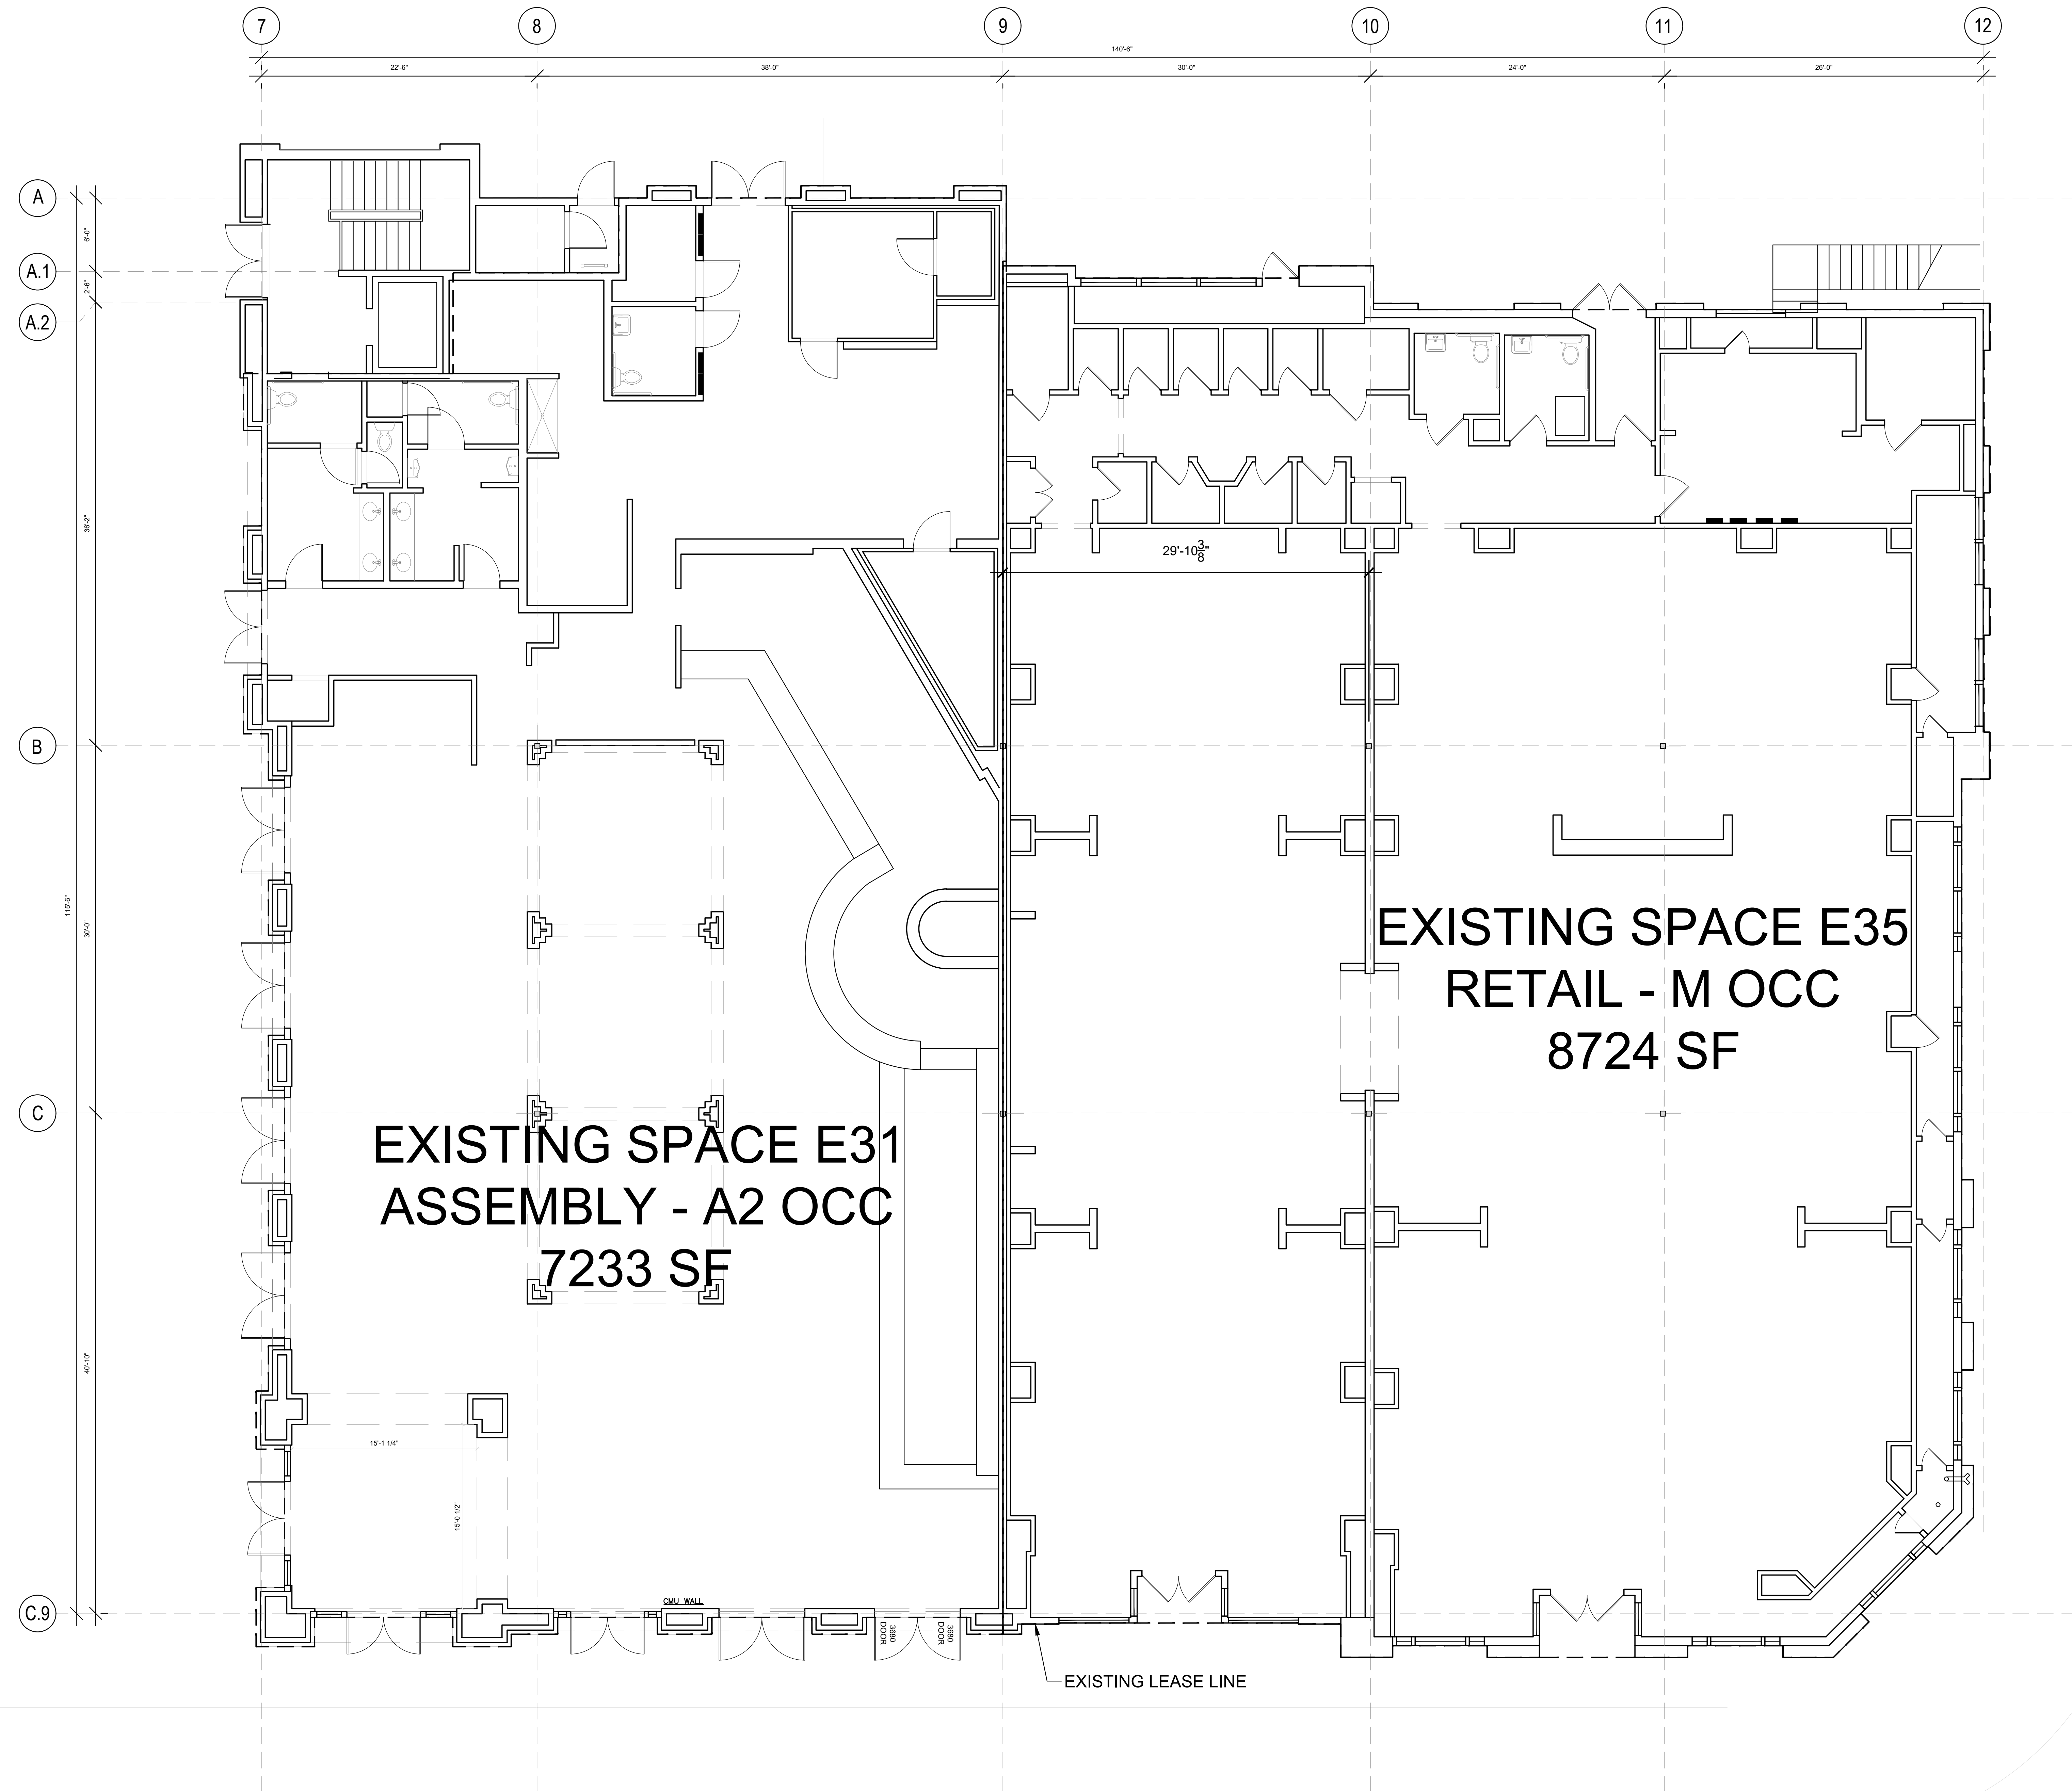 7 8 9 10 11 12
140'-6"
22'-6" 38'-0" 30'-0" 24'-0" 26'-0"
A
6'-0"
A.1
2'-6"
A.2
36'-2"
29'-10 3/8"
B
115'-6"
30'-0"
EXISTING SPACE E35
RETAIL - M OCC
8724 SF
C
EXISTING SPACE E31
ASSEMBLY - A2 OCC
7233 SF
40'-10"
15'-1 1/4"
15'-0 1/2"
C.9
CMU WALL
3680
DOOR
3680
DOOR
EXISTING LEASE LINE